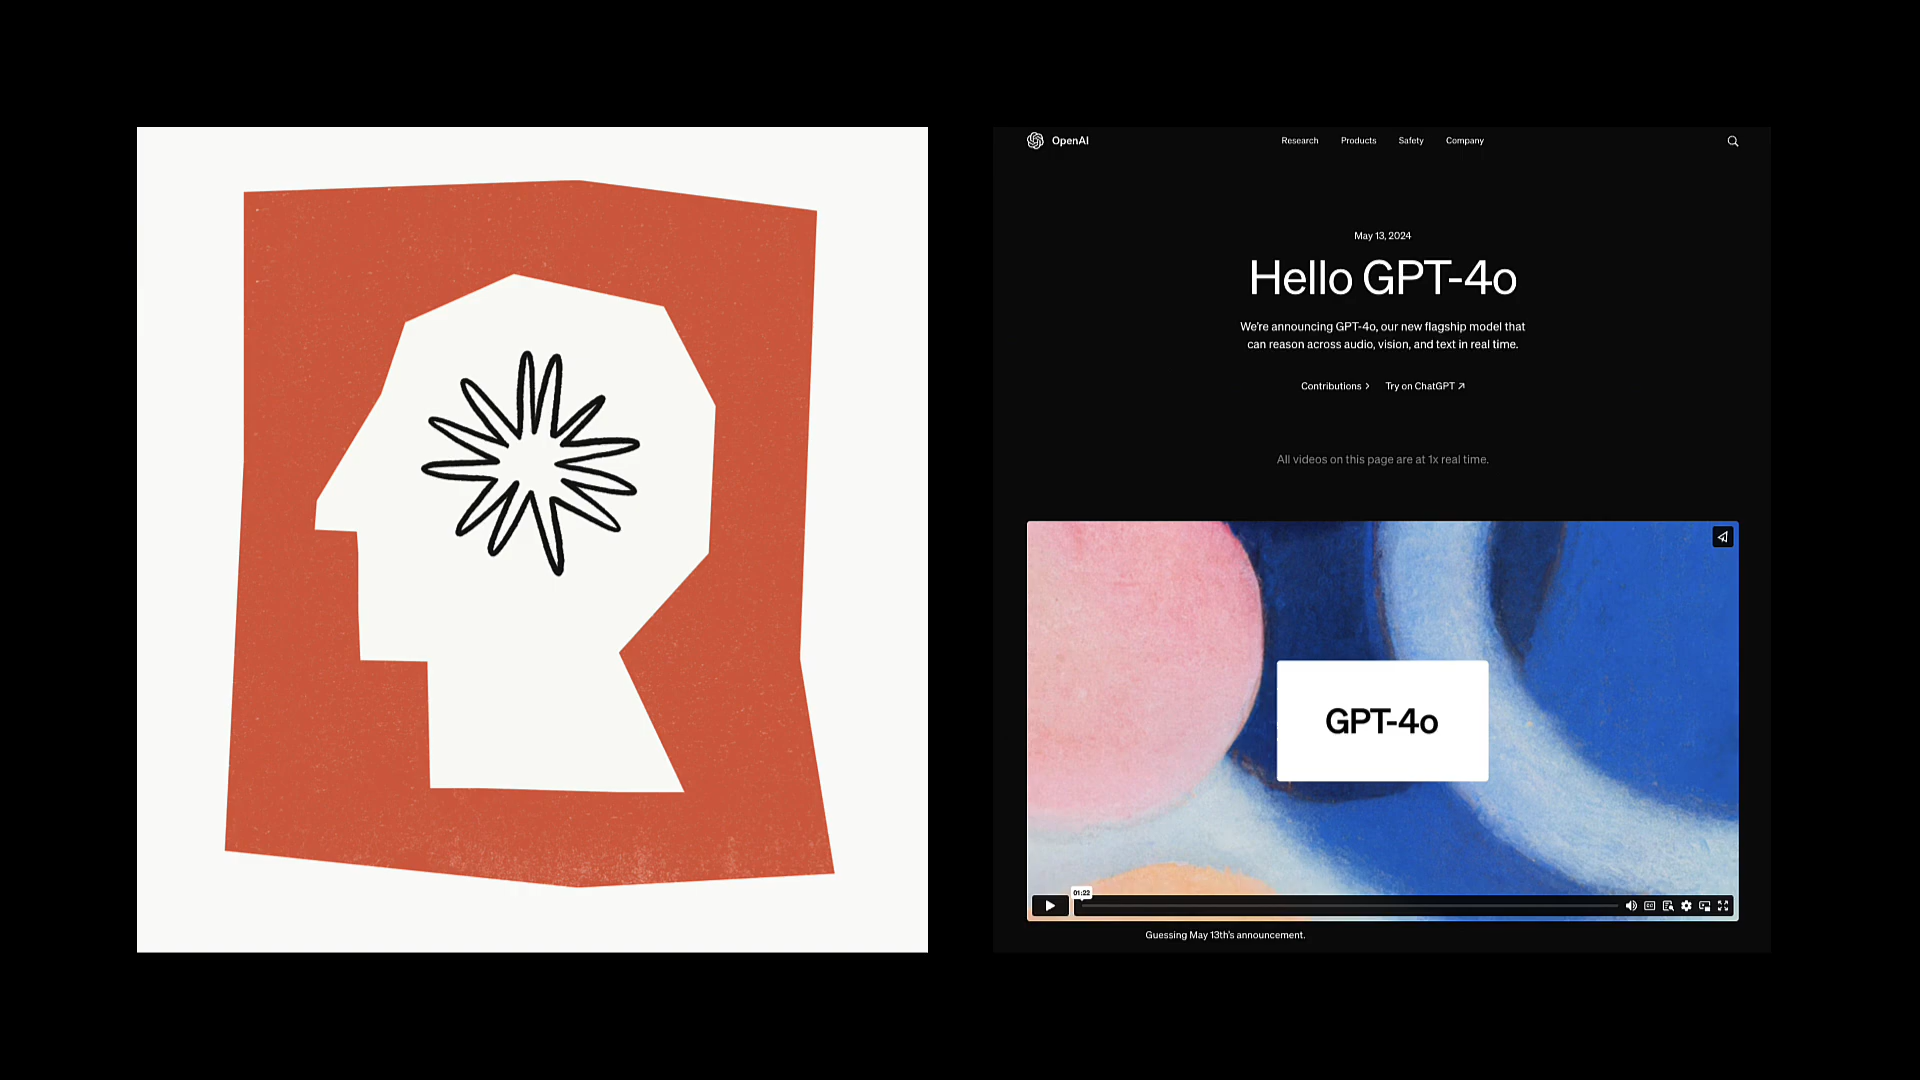 OpenAI
Research Products Safety Company
May 13, 2024
Hello GPT-4o
We're announcing GPT-4o, our new flagship model that
can reason across audio, vision, and text in real time.
Contributions Try on ChatGPT
All videos on this page are at 1x real time.
GPT-4o
01:22
Guessing May 13th's announcement.